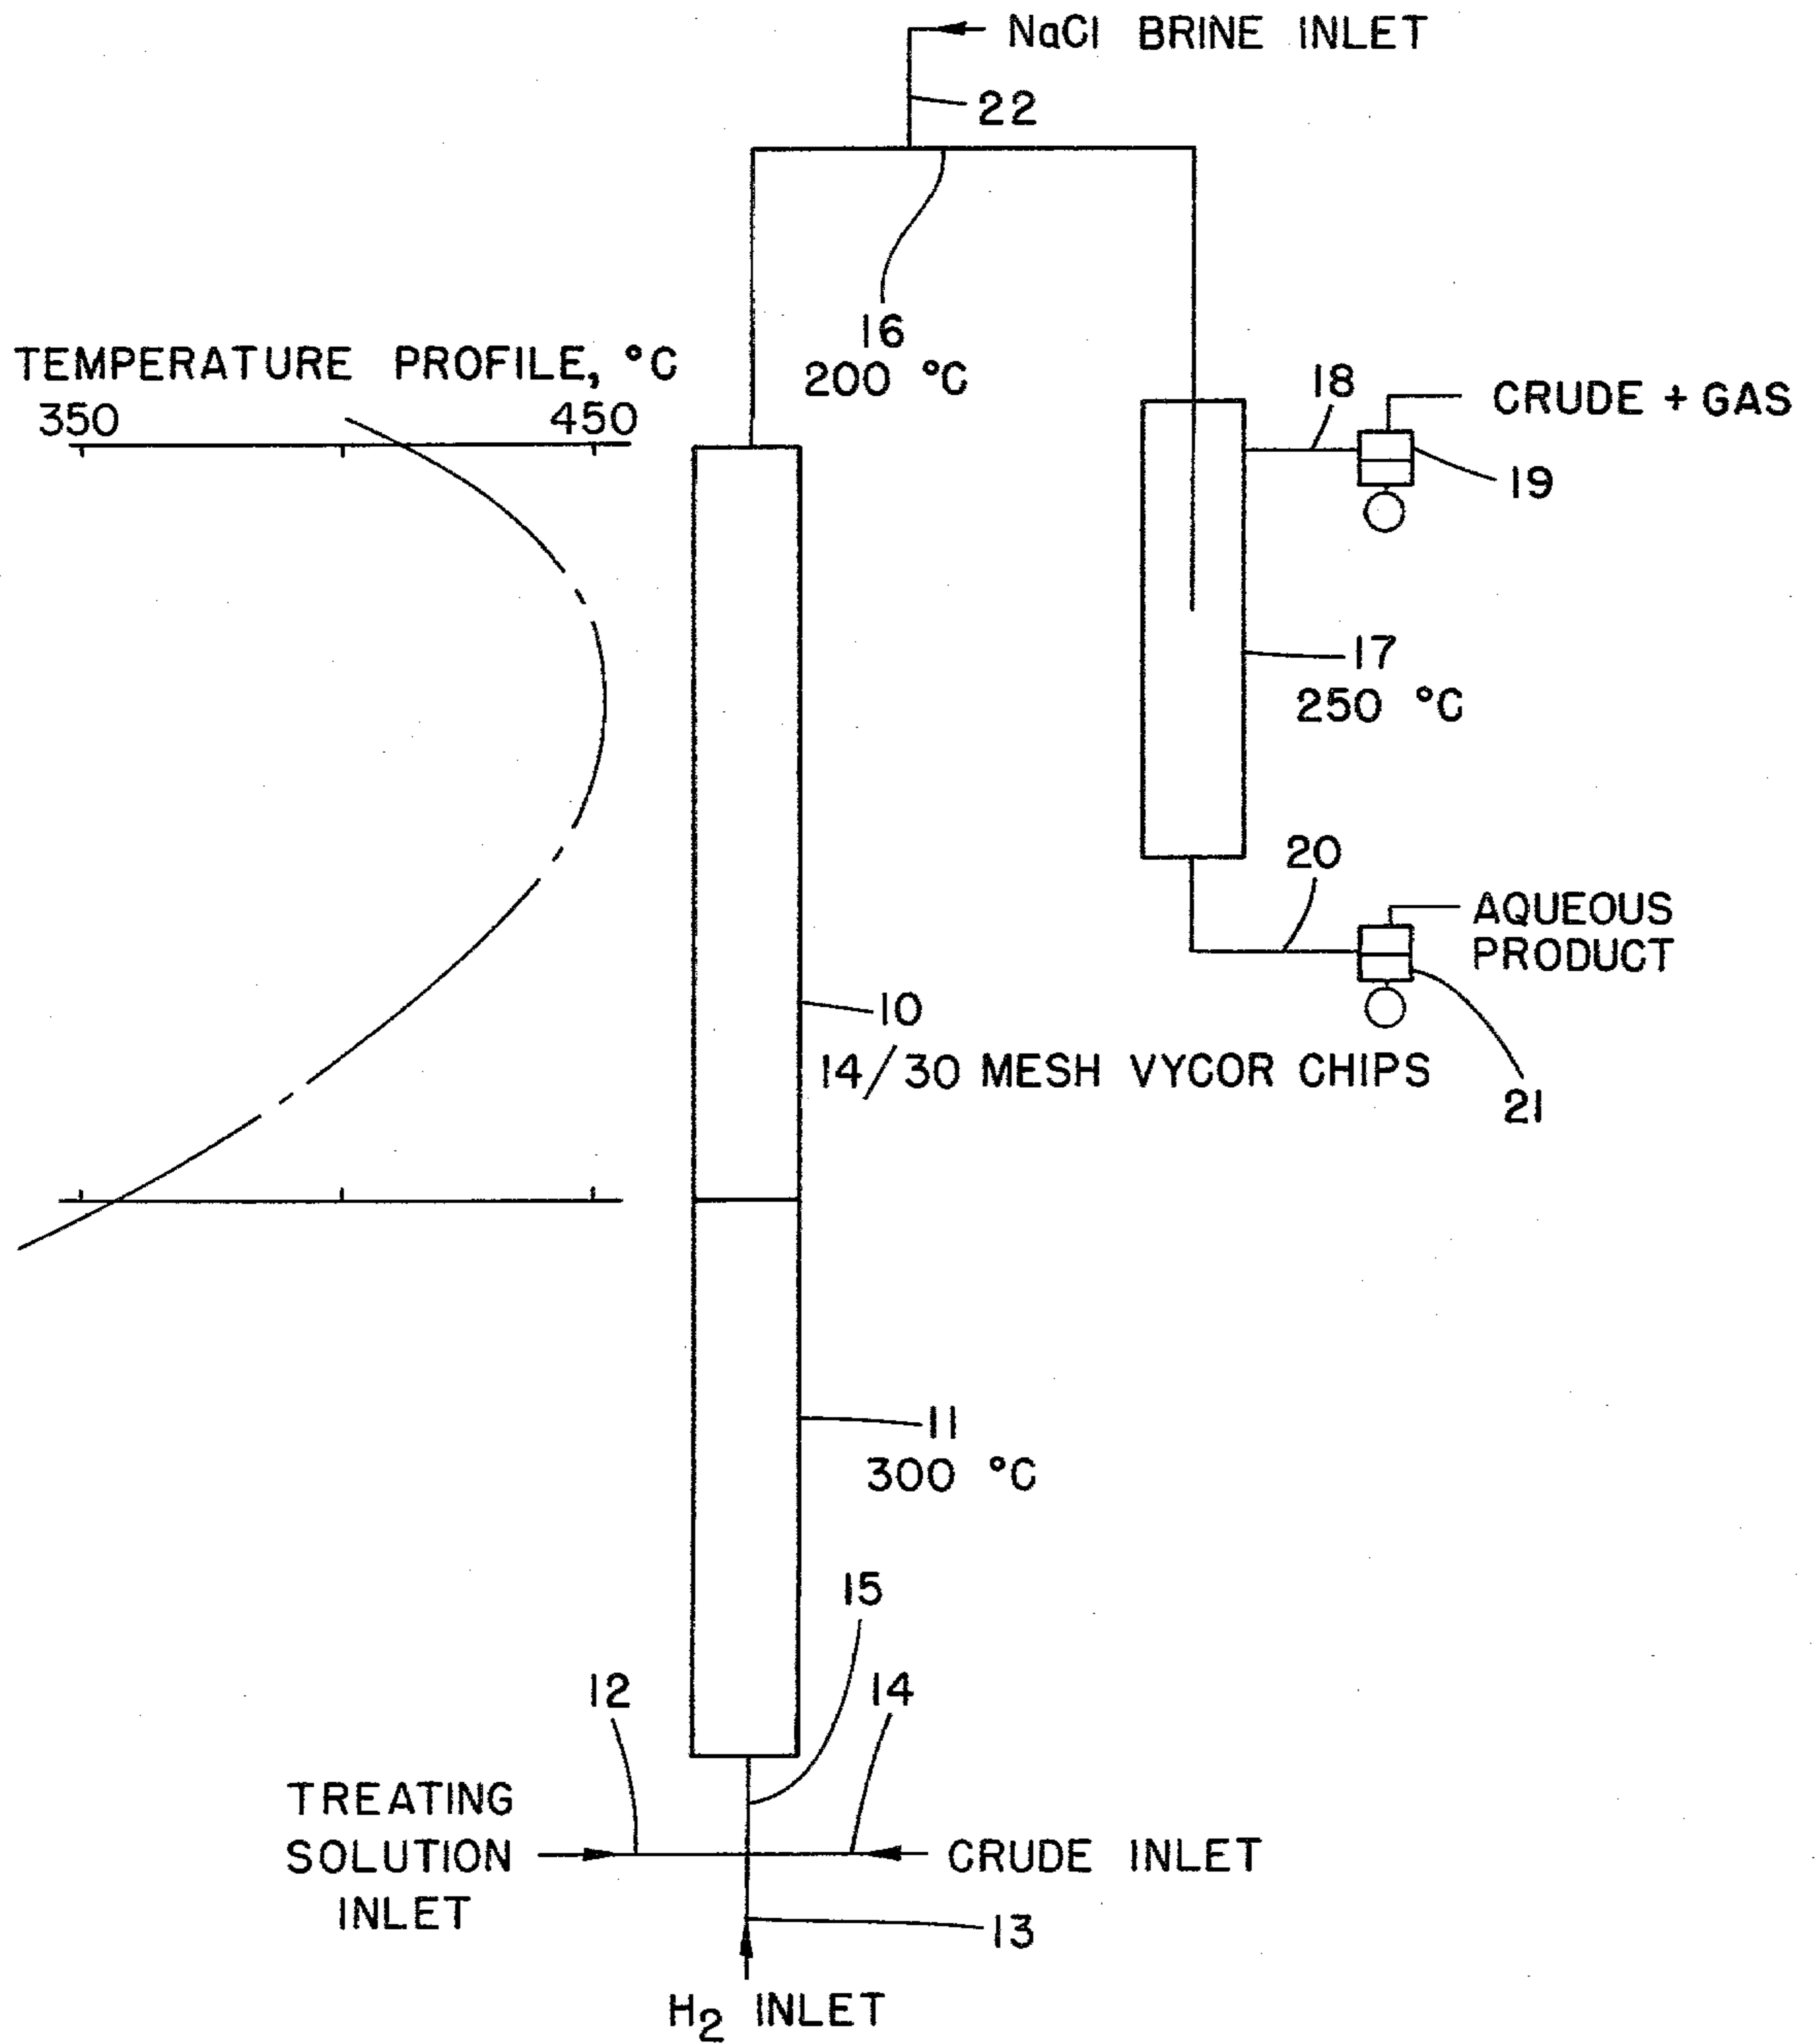 NaCl BRINE INLET
22
16
200 °C
TEMPERATURE PROFILE, °C
350
450
18
CRUDE + GAS
19
17
250 °C
20
AQUEOUS
PRODUCT
21
10
14/30 MESH VYCOR CHIPS
11
300 °C
15
12
14
TREATING
SOLUTION
INLET
CRUDE INLET
13
H₂ INLET